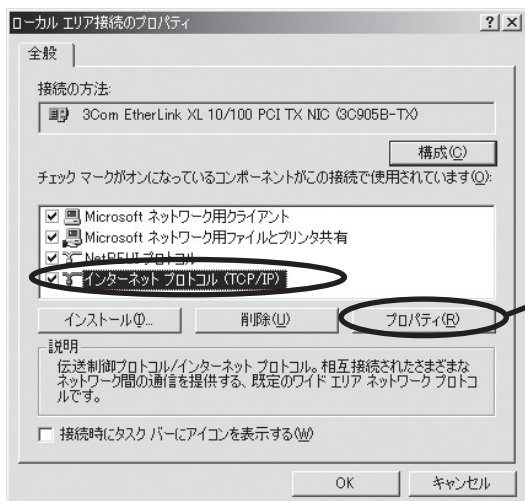 ローカル エリア接続のプロパティ
全般
接続の方法:
3Com EtherLink XL 10/100 PCI TX NIC (3C905B-TX)
構成(C)
チェック マークがオンになっているコンポーネントがこの接続で使用されています(O):
Microsoft ネットワーク用クライアント
Microsoft ネットワーク用ファイルとプリンタ共有
NetBEUI プロトコル
インターネット プロトコル (TCP/IP)
インストール(I)...
削除(U)
プロパティ(R)
説明
伝送制御プロトコル/インターネット プロトコル。相互接続されたさまざまな
ネットワーク間の通信を提供する、既定のワイド エリア ネットワーク プロトコ
ルです。
接続時にタスク バーにアイコンを表示する(W)
OK
キャンセル